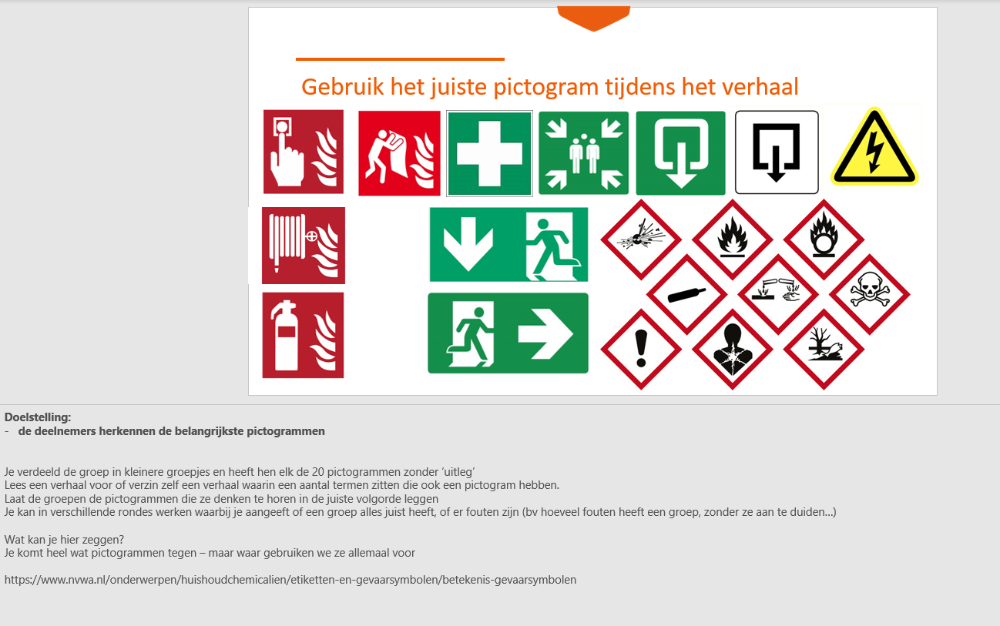 Gebruik het juiste pictogram tijdens het verhaal
Doelstelling:
- de deelnemers herkennen de belangrijkste pictogrammen
Je verdeeld de groep in kleinere groepjes en heeft hen elk de 20 pictogrammen zonder ‘uitleg’
Lees een verhaal voor of verzin zelf een verhaal waarin een aantal termen zitten die ook een pictogram hebben.
Laat de groepen de pictogrammen die ze denken te horen in de juiste volgorde leggen
Je kan in verschillende rondes werken waarbij je aangeeft of een groep alles juist heeft, of er fouten zijn (bv hoeveel fouten heeft een groep, zonder ze aan te duiden…)
Wat kan je hier zeggen?
Je komt heel wat pictogrammen tegen – maar waar gebruiken we ze allemaal voor
https://www.nvwa.nl/onderwerpen/huishoudchemicalien/etiketten-en-gevaarsymbolen/betekenis-gevaarsymbolen